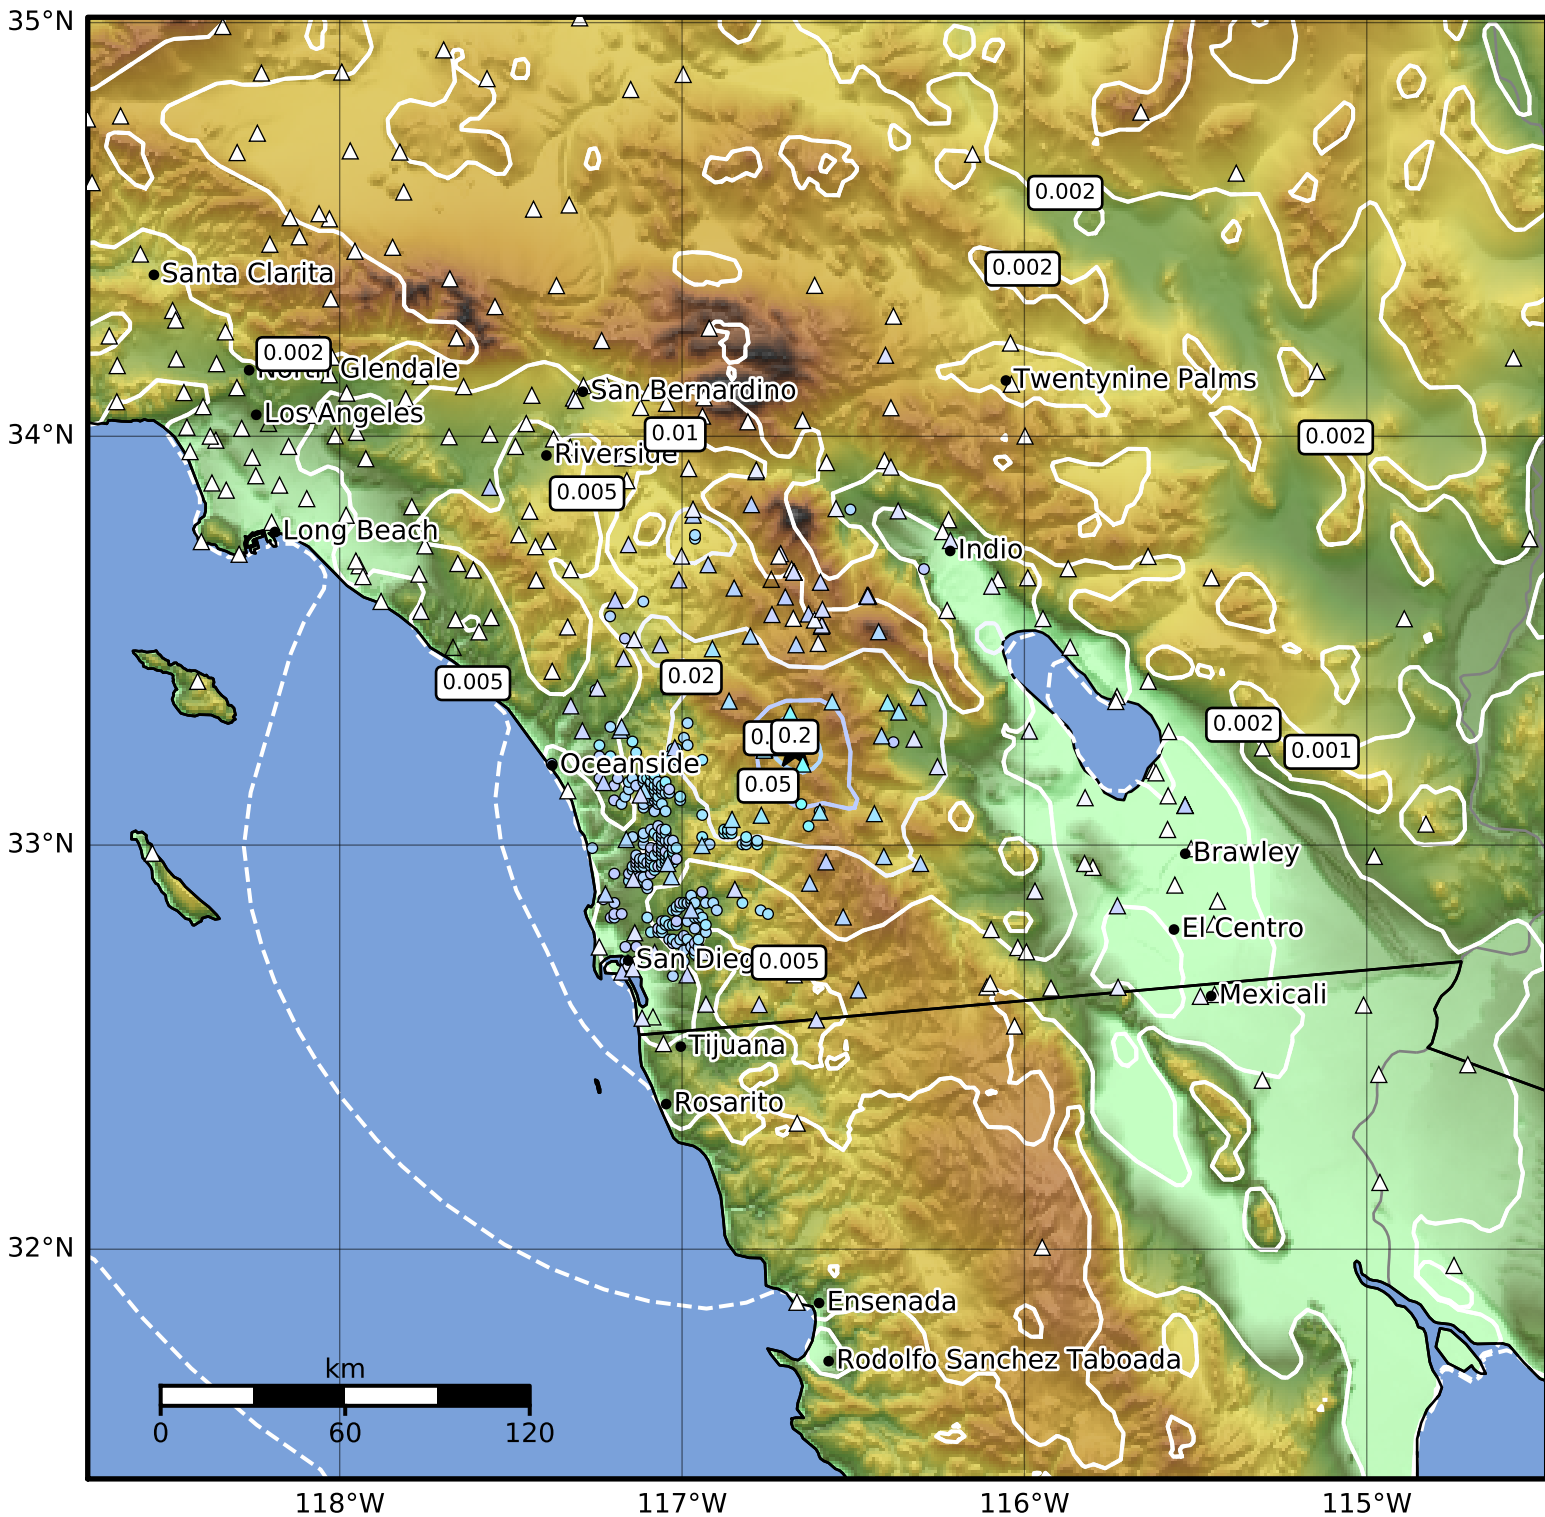 35°N
0.002
0.002
Santa Clarita
0.002
Glendale
San Bernardino
Twentynine Palms
Los Angeles
34°N
0.01
0.002
Riverside
0.005
Long Beach
Indio
0.005
0.02
0.002
0.2
0.001
Oceanside
0.05
33°N
Brawley
El Centro
San Dieg
0.005
Mexicali
Tijuana
Rosarito
32°N
Ensenada
Rodolfo Sanchez Taboada
km
0 60 120
118°W 117°W 116°W 115°W